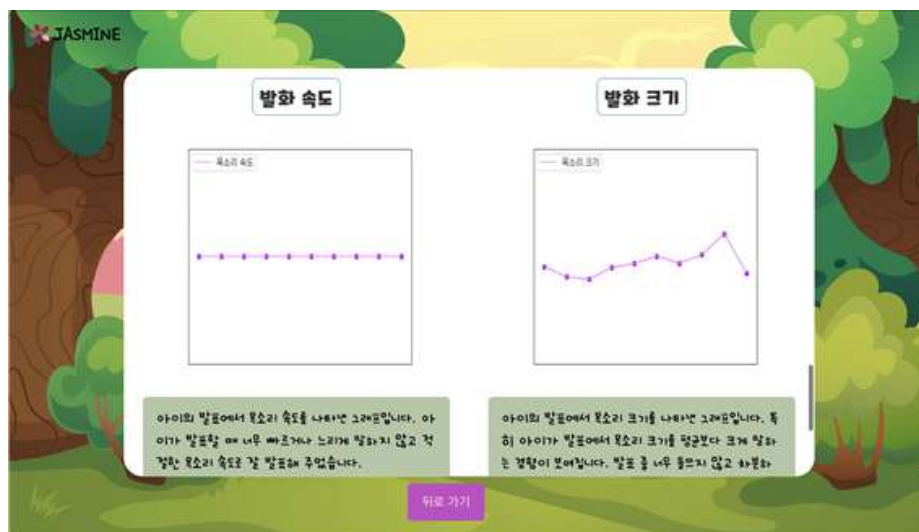 JASMINE
발화 속도
발화 크기
목소리 속도
목소리 크기
아이의 발표에서 목소리 속도를 나타낸 그래프입니다. 아
이가 발표할 때 너무 빠르거나 느리게 말하지 않고 적
절한 목소리 속도로 잘 발표해 주었습니다.
아이의 발표에서 목소리 크기를 나타낸 그래프입니다. 특
히 아이가 발표에서 목소리 크기를 평균보다 크게 말하
는 경향이 보여집니다. 발표 중 너무 들뜨지 않고 차분하
뒤로 가기